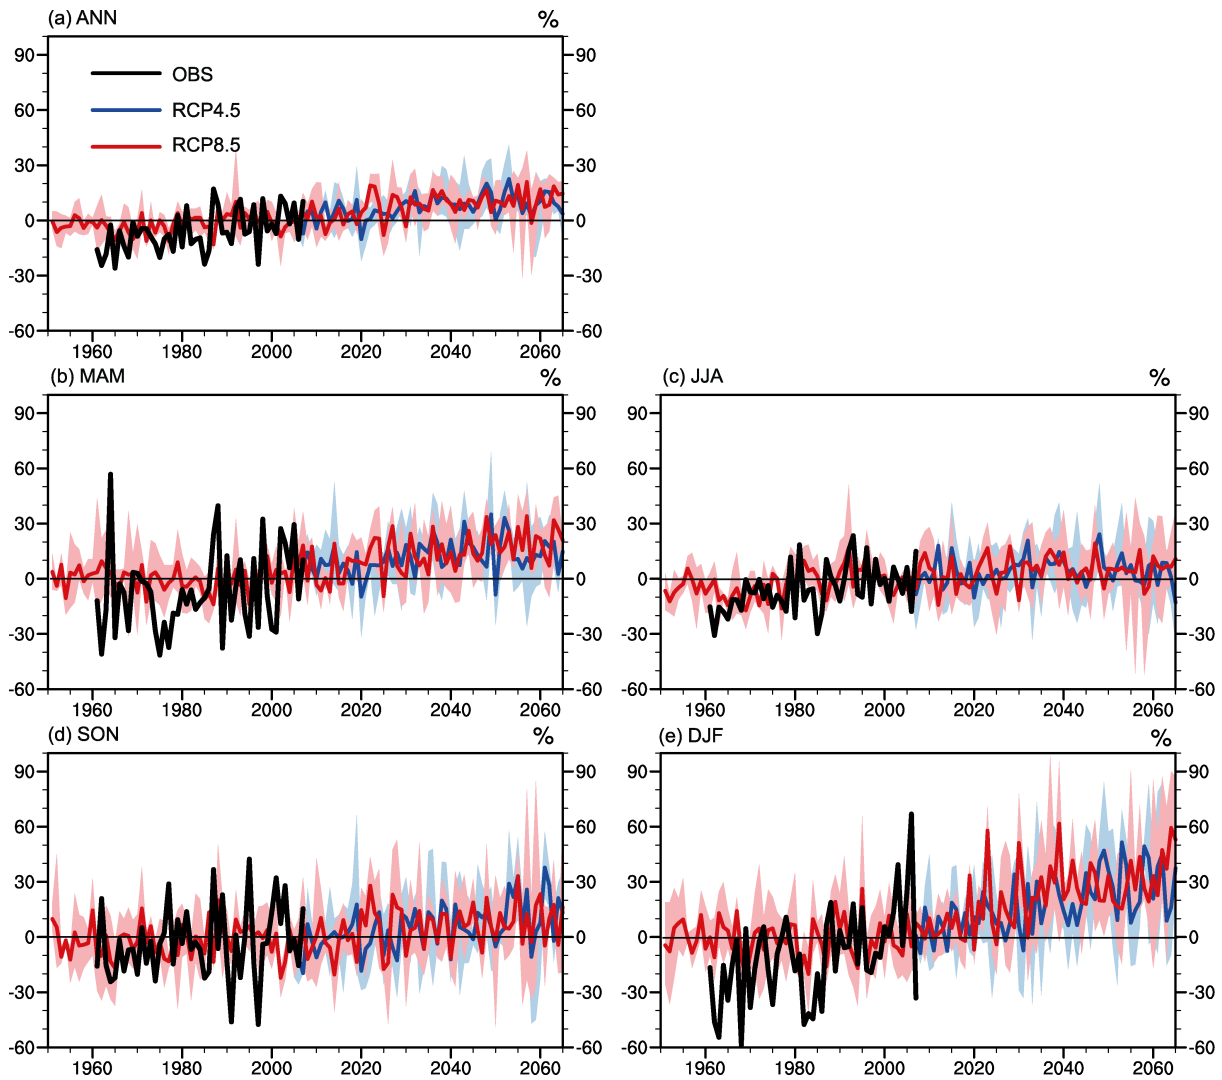 (a) ANN %
90 90
OBS
60 60
RCP4.5
RCP8.5
30 30
0 0
-30 -30
-60 -60
1960 1980 2000 2020 2040 2060
(b) MAM % (c) JJA %
90 90 90 90
60 60 60 60
30 30 30 30
0 0 0 0
-30 -30 -30 -30
-60 -60 -60 -60
1960 1980 2000 2020 2040 2060 1960 1980 2000 2020 2040 2060
(d) SON % (e) DJF %
90 90 90 90
60 60 60 60
30 30 30 30
0 0 0 0
-30 -30 -30 -30
-60 -60 -60 -60
1960 1980 2000 2020 2040 2060 1960 1980 2000 2020 2040 2060